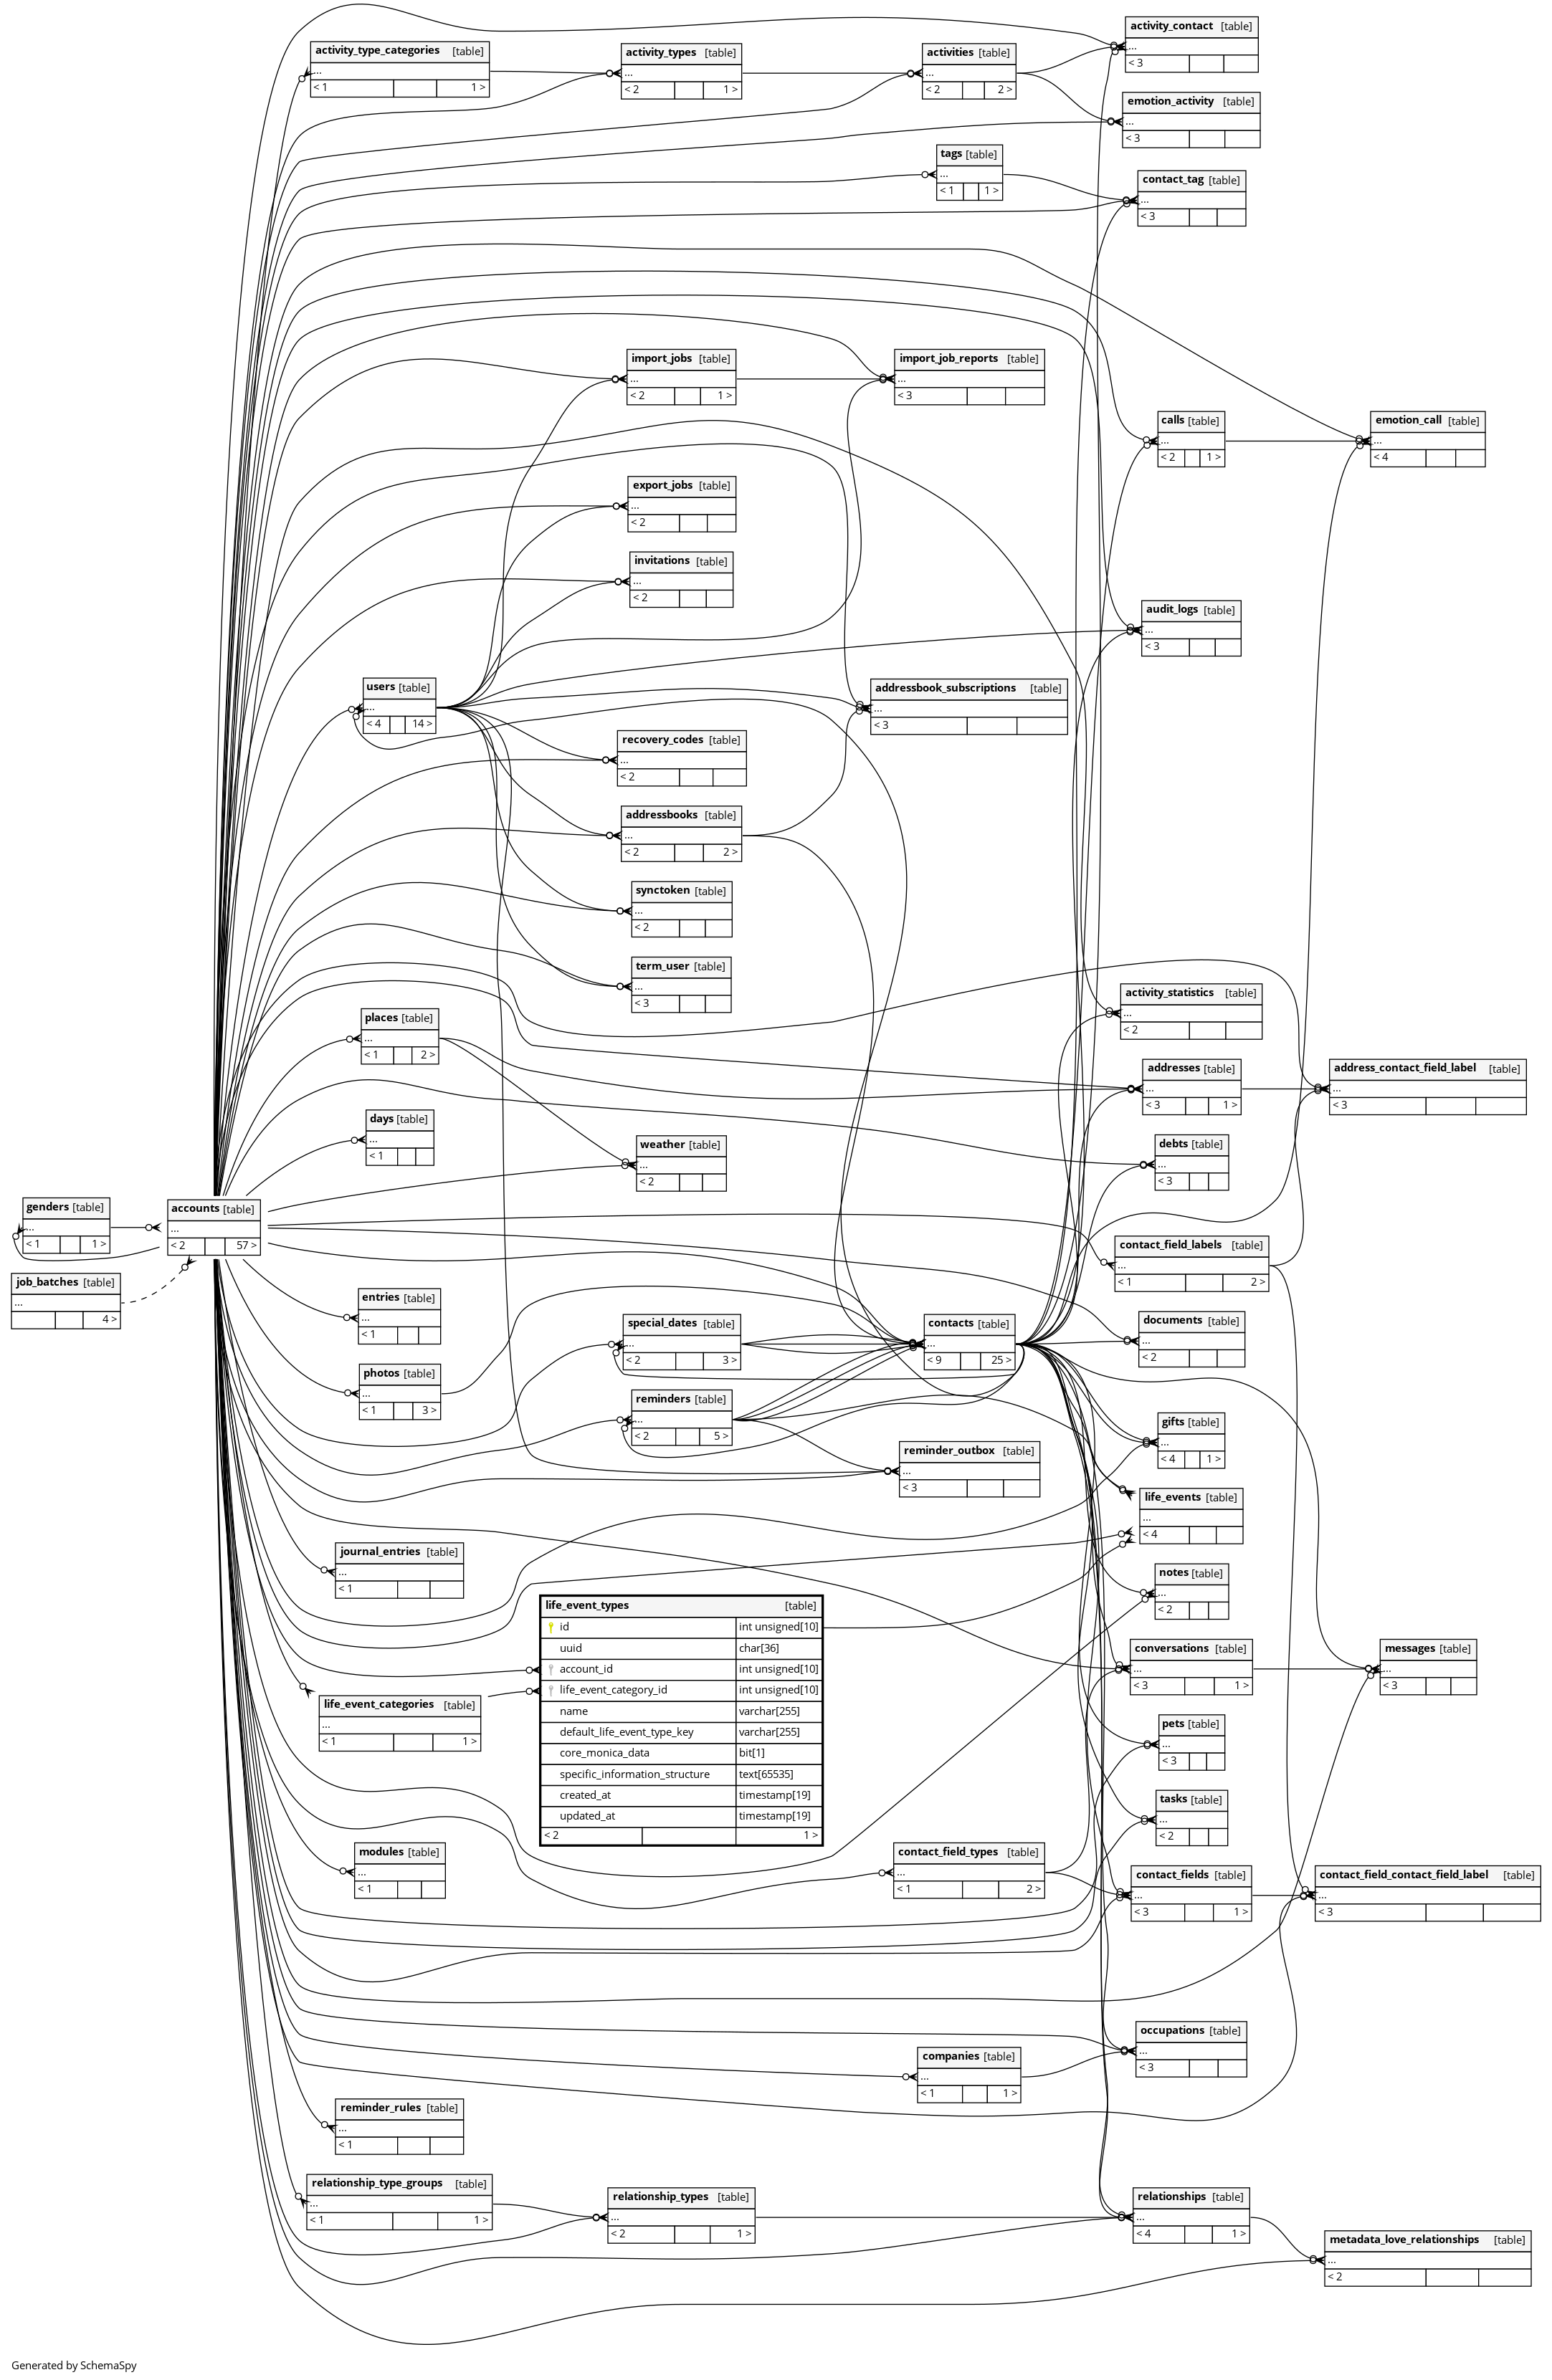 activity_contact [table]
...
< 3
activity_type_categories [table]
...
< 1 1 >
activity_types [table]
...
< 2 1 >
activities [table]
...
< 2 2 >
emotion_activity [table]
...
< 3
tags [table]
...
< 1 1 >
contact_tag [table]
...
< 3
import_jobs [table]
...
< 2 1 >
import_job_reports [table]
...
< 3
calls [table]
...
< 2 1 >
emotion_call [table]
...
< 4
export_jobs [table]
...
< 2
invitations [table]
...
< 2
audit_logs [table]
...
< 3
users [table]
...
< 4 14 >
addressbook_subscriptions [table]
...
< 3
recovery_codes [table]
...
< 2
addressbooks [table]
...
< 2 2 >
synctoken [table]
...
< 2
term_user [table]
...
< 3
activity_statistics [table]
...
< 2
places [table]
...
< 1 2 >
addresses [table]
...
< 3 1 >
address_contact_field_label [table]
...
< 3
days [table]
...
< 1
weather [table]
...
< 2
debts [table]
...
< 3
genders [table]
...
< 1 1 >
accounts [table]
...
< 2 57 >
contact_field_labels [table]
...
< 1 2 >
job_batches [table]
...
4 >
entries [table]
...
< 1
special_dates [table]
...
< 2 3 >
contacts [table]
...
< 9 25 >
documents [table]
...
< 2
photos [table]
...
< 1 3 >
reminders [table]
...
< 2 5 >
gifts [table]
...
< 4 1 >
reminder_outbox [table]
...
< 3
life_events [table]
...
< 4
journal_entries [table]
...
< 1
notes [table]
...
< 2
life_event_types [table]
id int unsigned[10]
uuid char[36]
account_id int unsigned[10]
life_event_category_id int unsigned[10]
name varchar[255]
default_life_event_type_key varchar[255]
core_monica_data bit[1]
specific_information_structure text[65535]
created_at timestamp[19]
updated_at timestamp[19]
< 2 1 >
conversations [table]
...
< 3 1 >
messages [table]
...
< 3
life_event_categories [table]
...
< 1 1 >
pets [table]
...
< 3
tasks [table]
...
< 2
modules [table]
...
< 1
contact_field_types [table]
...
< 1 2 >
contact_fields [table]
...
< 3 1 >
contact_field_contact_field_label [table]
...
< 3
occupations [table]
...
< 3
companies [table]
...
< 1 1 >
reminder_rules [table]
...
< 1
relationship_type_groups [table]
...
< 1 1 >
relationship_types [table]
...
< 2 1 >
relationships [table]
...
< 4 1 >
metadata_love_relationships [table]
...
< 2
Generated by SchemaSpy